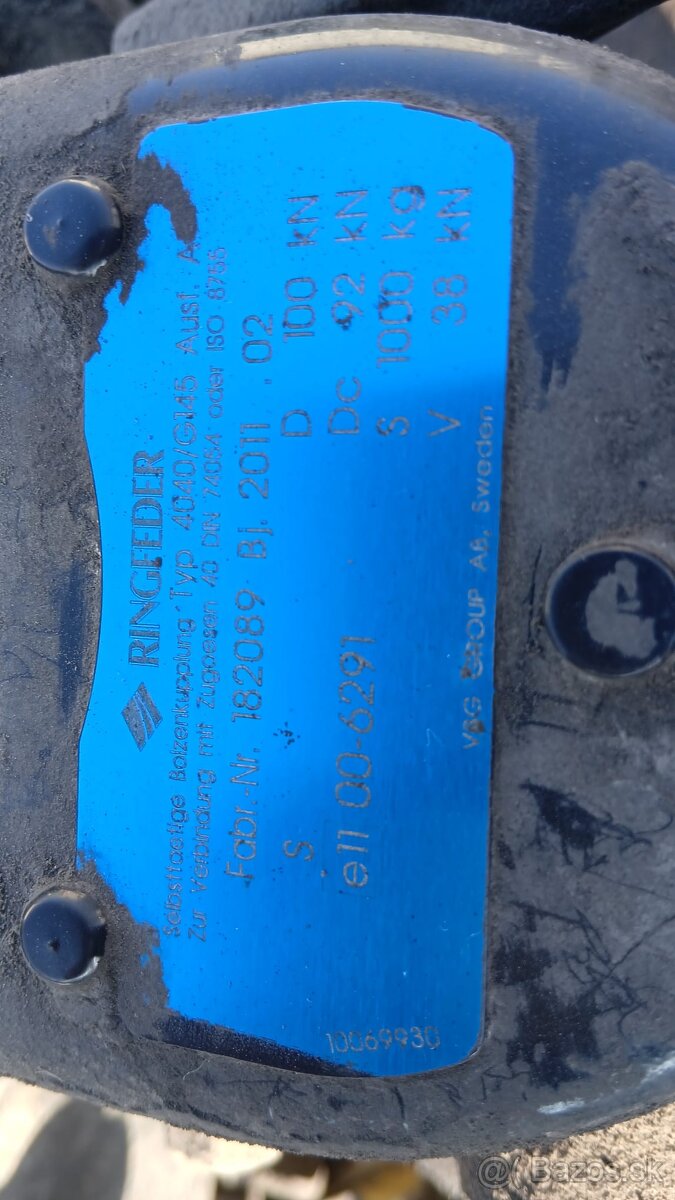 RINGFEDER
Selbsttaetige Bolzenkupplung Typ 4040/G145 Ausf. A
Zur Verbindung mit Zugoesen 40 DIN 74054 oder ISO 8755
Fabr.-Nr. 182089 Bj. 2011 .02
S D 100 kN
e11 00-6291 Dc 92 kN
S 1000 kg
V 38 kN
10069930 VBG GROUP AB, Sweden
@Bazos.sk